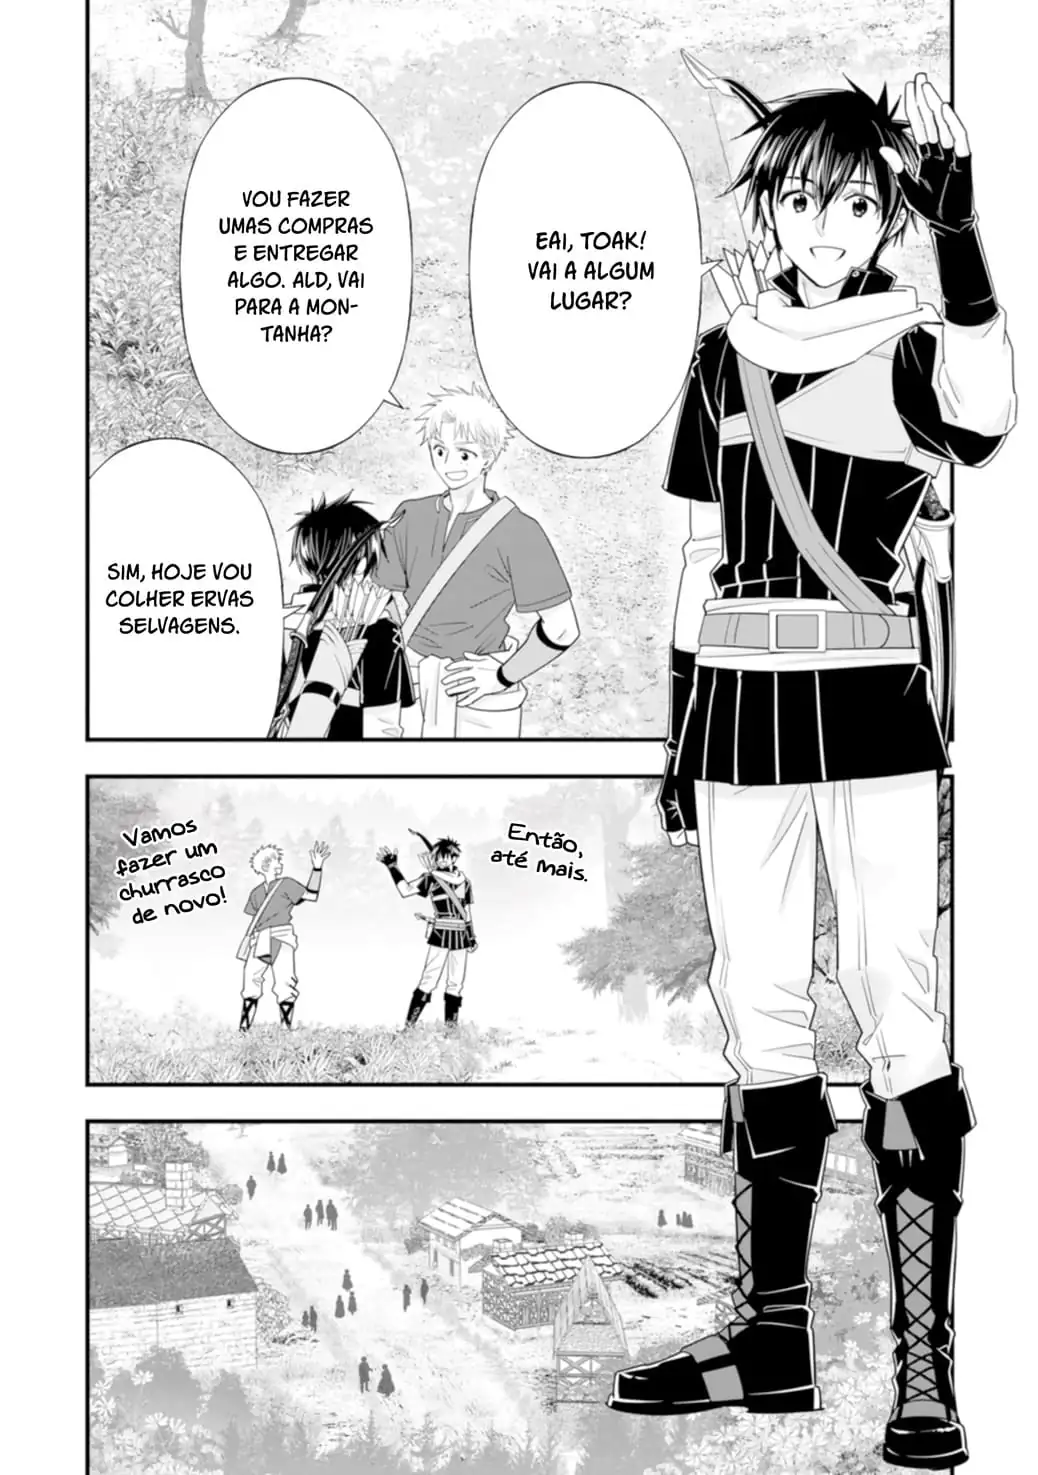 EAI, TOAK!
VAI A ALGUM
LUGAR?
VOU FAZER
UMAS COMPRAS
E ENTREGAR
ALGO. ALD, VAI
PARA A MON-
TANHA?
SIM, HOJE VOU
COLHER ERVAS
SELVAGENS.
Então,
até mais.
Vamos
fazer um
churrasco
de novo!